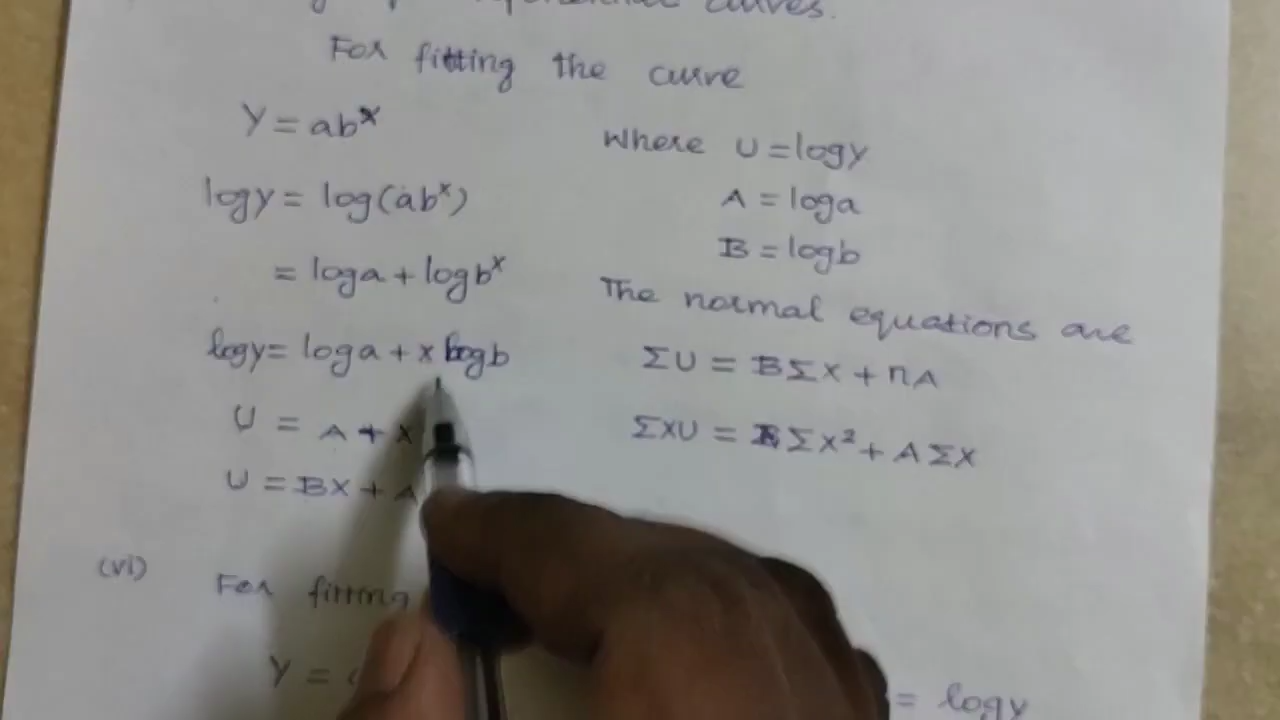 curves.
For fitting the curve
Y = ab^x
logy = log(ab^x)
= loga + logb^x
logy = loga + x logb
U = A + x
U = Bx + A
Where U = logy
A = loga
B = logb
The normal equations are
ΣU = BΣx + nA
ΣxU = BΣx² + AΣx
(vi) For fitting
Y =
= logy